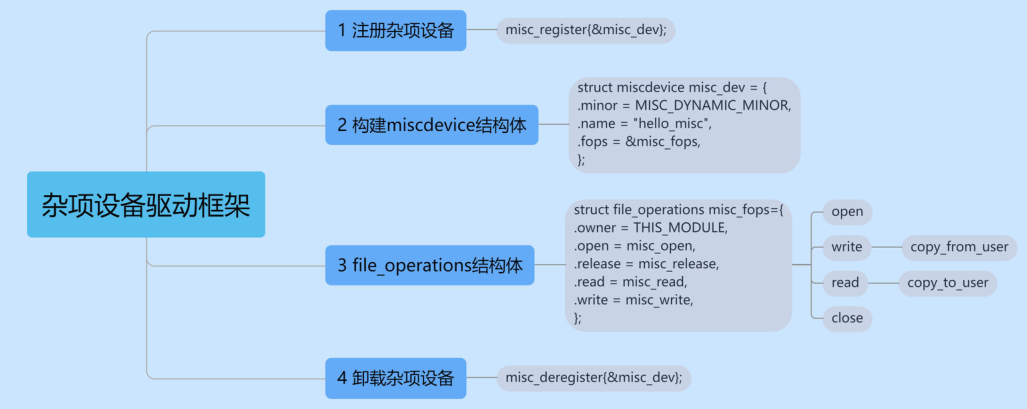 杂项设备驱动框架
1 注册杂项设备
misc_register{&misc_dev};
2 构建miscdevice结构体
struct miscdevice misc_dev = {
.minor = MISC_DYNAMIC_MINOR,
.name = "hello_misc",
.fops = &misc_fops,
};
3 file_operations结构体
struct file_operations misc_fops={
.owner = THIS_MODULE,
.open = misc_open,
.release = misc_release,
.read = misc_read,
.write = misc_write,
};
open
write
copy_from_user
read
copy_to_user
close
4 卸载杂项设备
misc_deregister{&misc_dev};